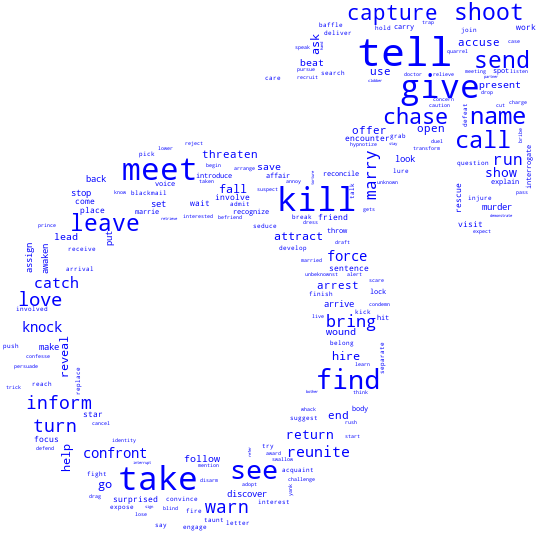 capture shoot
trap
baffle hold carry join work
deliver
ask tell accuse quarrel case
speak need
beat use send
pursue doctor relieve meeting spot listen
recruit search clobber partner
care give present
concern drop
caution cut charge
chase name
offer open defeat
encounter grab call bribe
reject hypnotize stay duel transform
lower reconcile look question run interrogate
pick threaten save
meet begin arrange annoy torture lure show
back introduce affair marry explain
voice taken suspect talk unknown pass
know blackmail fall kill rescue injure
stop involve admit gets murder
come set wait break friend
place marrie interested befriend recognize dress visit demonstrate
prince leave retrieve seduce throw expect
lead put attract draft
receive develop force
assign awaken married sentence
arrival unbeknownst alert scare
catch arrest lock
finish condemn
love arrive kick
involved live bring hit
knock wound
push make belong separate
confesse reveal hire
persuade learn
trick reach replace find
bother think
inform whack body
star suggest end
cancel rush
turn return start
focus identity try
defend help confront refer award reunite
follow swallow
interrupt mention see acquaint
fight go take disarm adopt challenge
drag surprised convince discover yank
expose sign blind warn interest
lose fire taunt letter
say engage